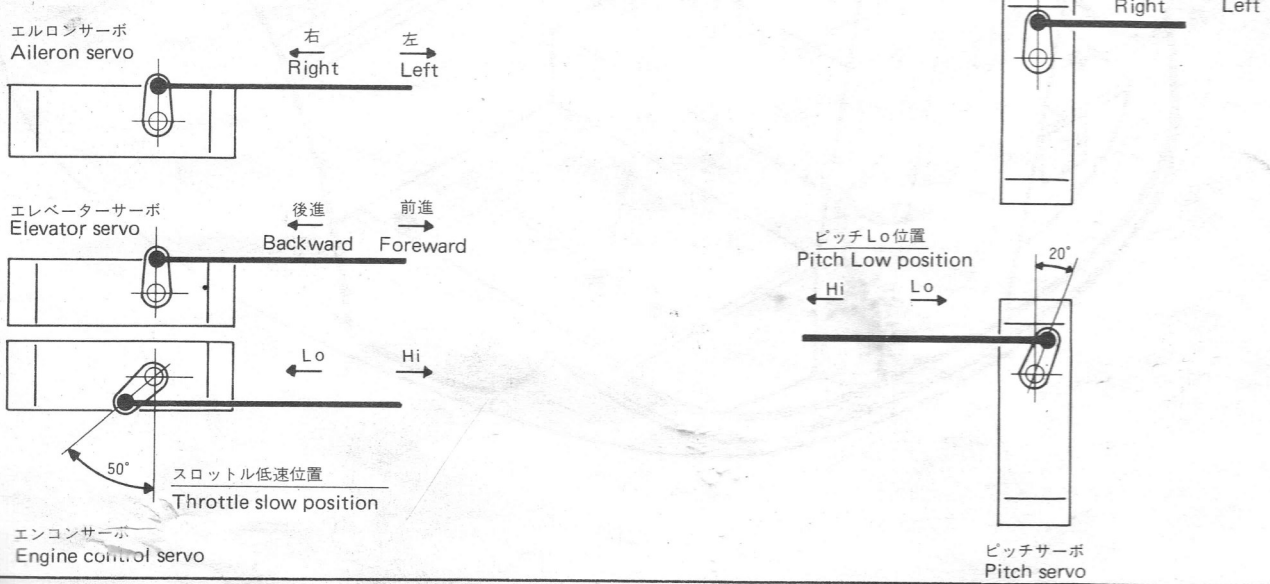 エルロンサーボ
Aileron servo
右 左
Right Left
Right Left
エレベーターサーボ
Elevator servo
後進 前進
Backward Foreward
Lo Hi
50°
スロットル低速位置
Throttle slow position
エンコンサーボ
Engine control servo
ピッチLo位置
Pitch Low position
Hi Lo
20°
ピッチサーボ
Pitch servo